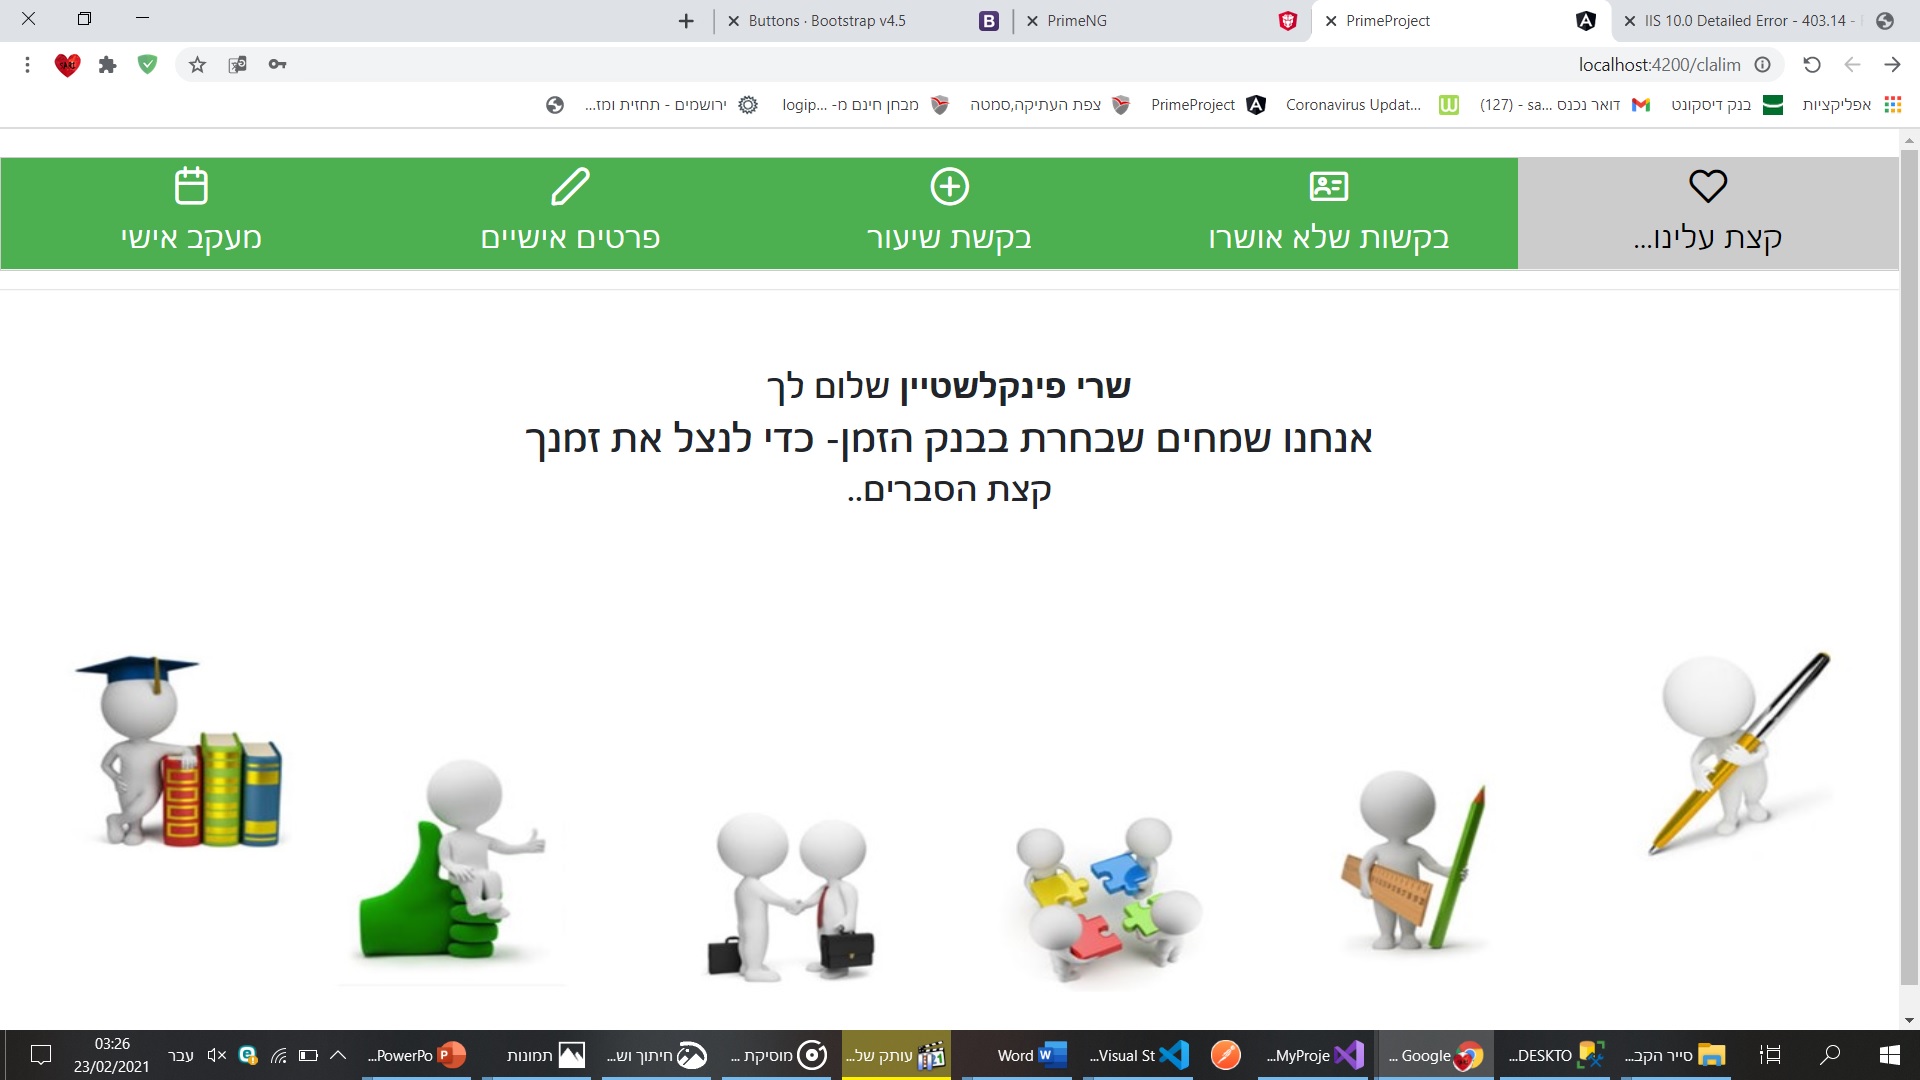 IIS 10.0 Detailed Error - 403.14 -
PrimeProject
PrimeNG
Buttons · Bootstrap v4.5
localhost:4200/clalim
אפליקציות
בנק דיסקונט
דואר נכנס (127) - sa...
Coronavirus Updat...
PrimeProject
צפת העתיקה,סמטה
מבחן חינם מ- logip...
ירושמים - תחזית ומז...
קצת עלינו...
בקשות שלא אושרו
בקשת שיעור
פרטים אישיים
מעקב אישי
שרי פינקלשטיין שלום לך
אנחנו שמחים שבחרת בבנק הזמן- כדי לנצל את זמנך
קצת הסברים..
סייר הקב...
DESKTO...
Google ...
MyProje...
Visual St...
Word
עותק של...
מוסיקת ...
חיתוך וש...
תמונות
PowerPo...
עבר
03:26
23/02/2021